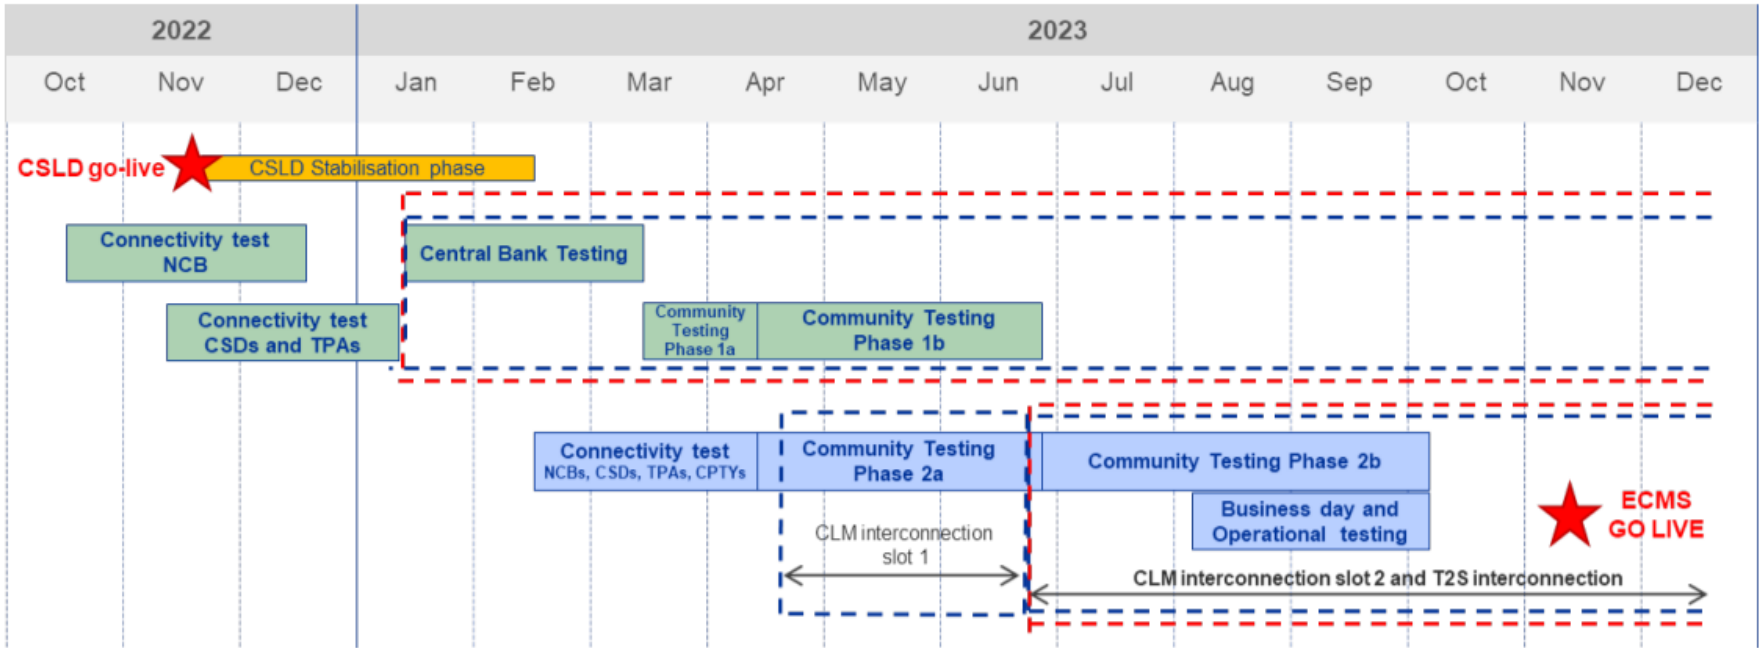 2022
2023
Oct
Nov
Dec
Jan
Feb
Mar
Apr
May
Jun
Jul
Aug
Sep
Oct
Nov
Dec
CSLD go-live
CSLD Stabilisation phase
Connectivity test
NCB
Central Bank Testing
Connectivity test
CSDs and TPAs
Community
Testing
Phase 1a
Community Testing
Phase 1b
Connectivity test
NCBs, CSDs, TPAs, CPTYs
Community Testing
Phase 2a
Community Testing Phase 2b
Business day and
Operational testing
ECMS
GO LIVE
CLM interconnection
slot 1
CLM interconnection slot 2 and T2S interconnection